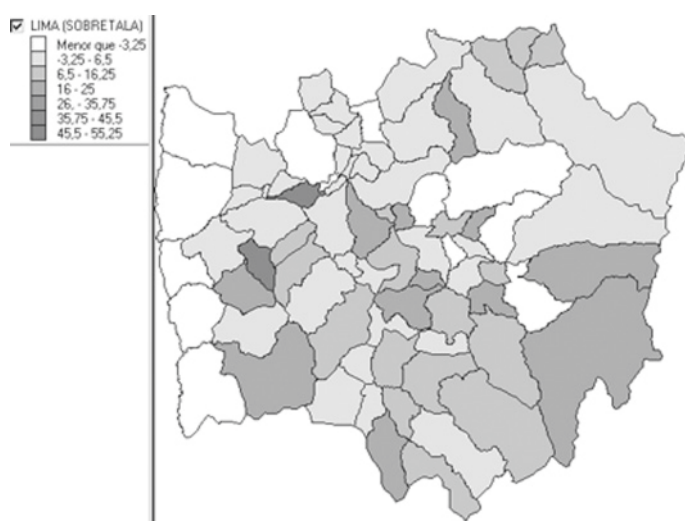 LIMA (SOBRETALA)
Menor que -3,25
-3,25 - 6,5
6,5 - 16,25
16 - 25
26, - 35,75
35,75 - 45,5
45,5 - 55,25